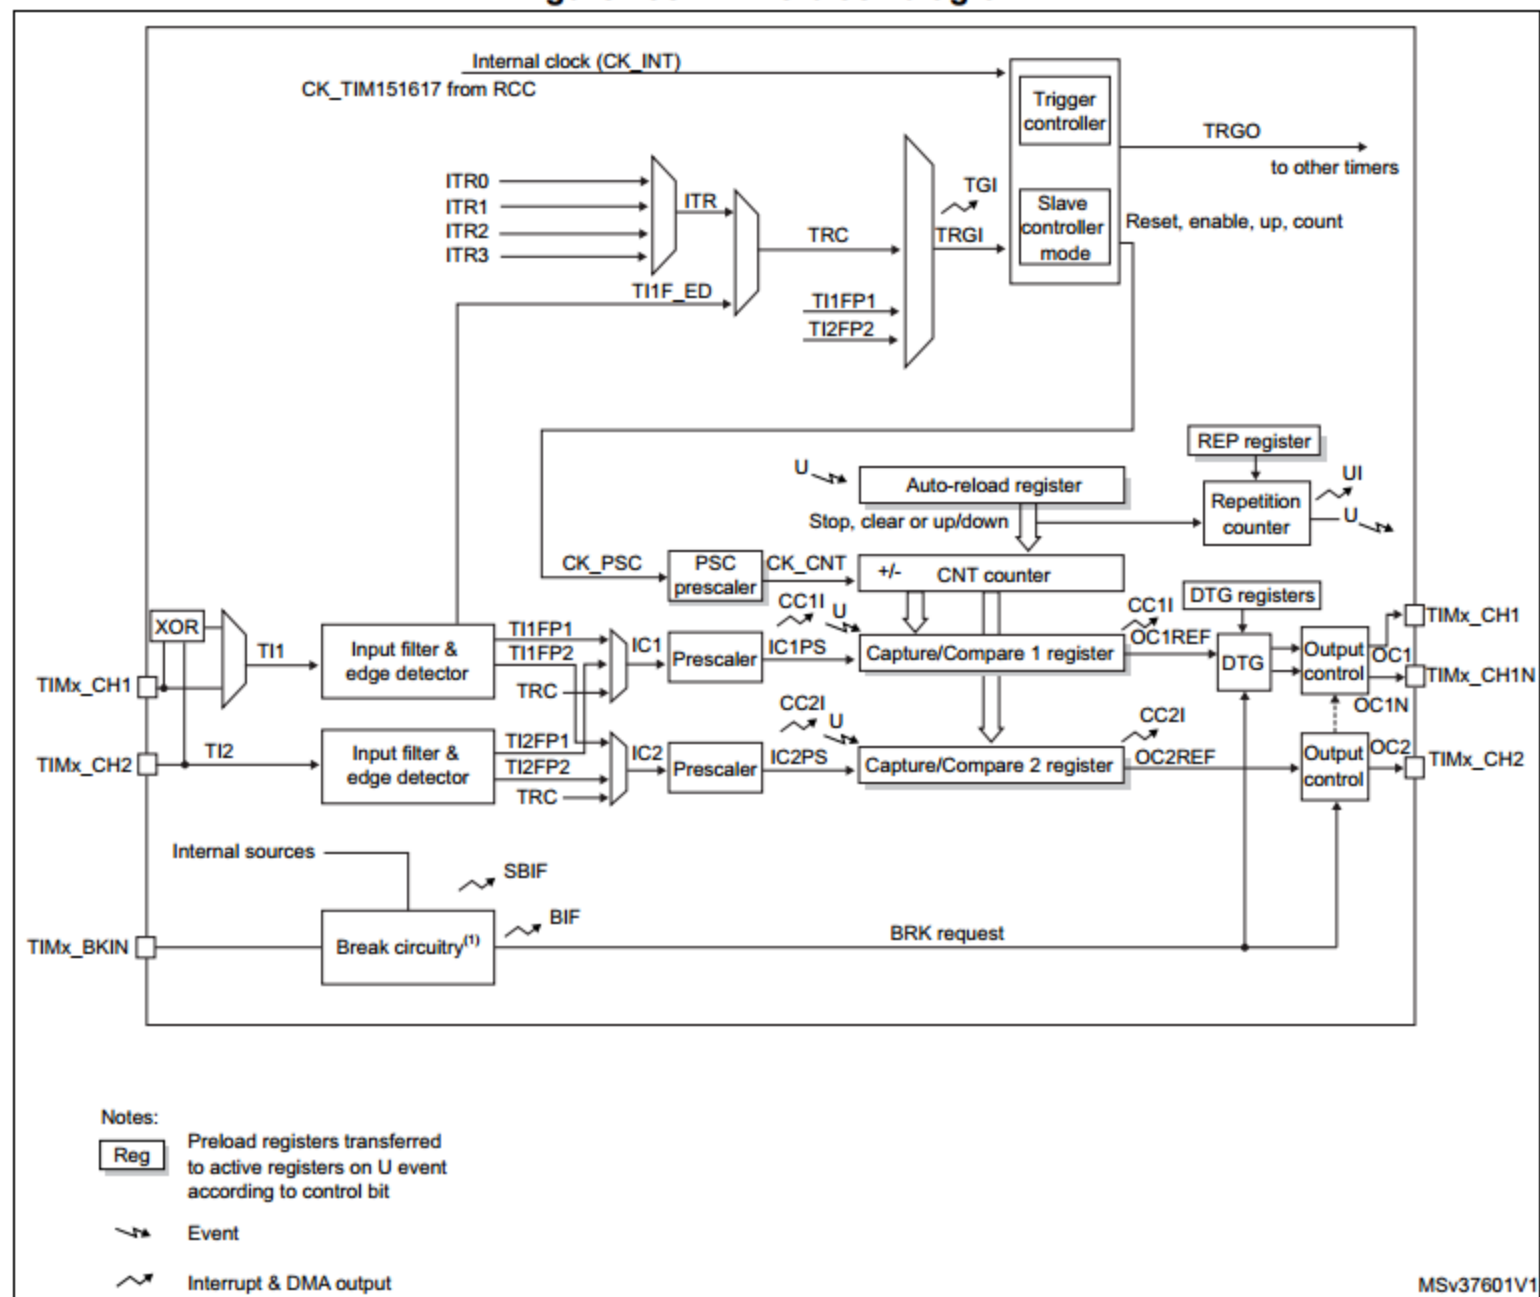 Internal clock (CK_INT)
CK_TIM151617 from RCC
Trigger
controller
TRGO
to other timers
ITR0
ITR1
ITR2
ITR3
ITR
TRC
TGI
TRGI
Slave
controller
mode
Reset, enable, up, count
TI1F_ED
TI1FP1
TI2FP2
REP register
U
Auto-reload register
Repetition
counter
UI
U
Stop, clear or up/down
CK_PSC
PSC
prescaler
CK_CNT
+/-
CNT counter
DTG registers
XOR
TI1
Input filter &
edge detector
TI1FP1
TI1FP2
TRC
IC1
Prescaler
IC1PS
CC1I
U
Capture/Compare 1 register
CC1I
OC1REF
DTG
Output
control
OC1
OC1N
TIMx_CH1
TIMx_CH1N
TIMx_CH1
TIMx_CH2
TI2
Input filter &
edge detector
TI2FP1
TI2FP2
TRC
IC2
Prescaler
IC2PS
CC2I
U
Capture/Compare 2 register
CC2I
OC2REF
Output
control
OC2
TIMx_CH2
Internal sources
SBIF
BIF
TIMx_BKIN
Break circuitry(1)
BRK request
Notes:
Reg
Preload registers transferred
to active registers on U event
according to control bit
Event
Interrupt & DMA output
MSv37601V1